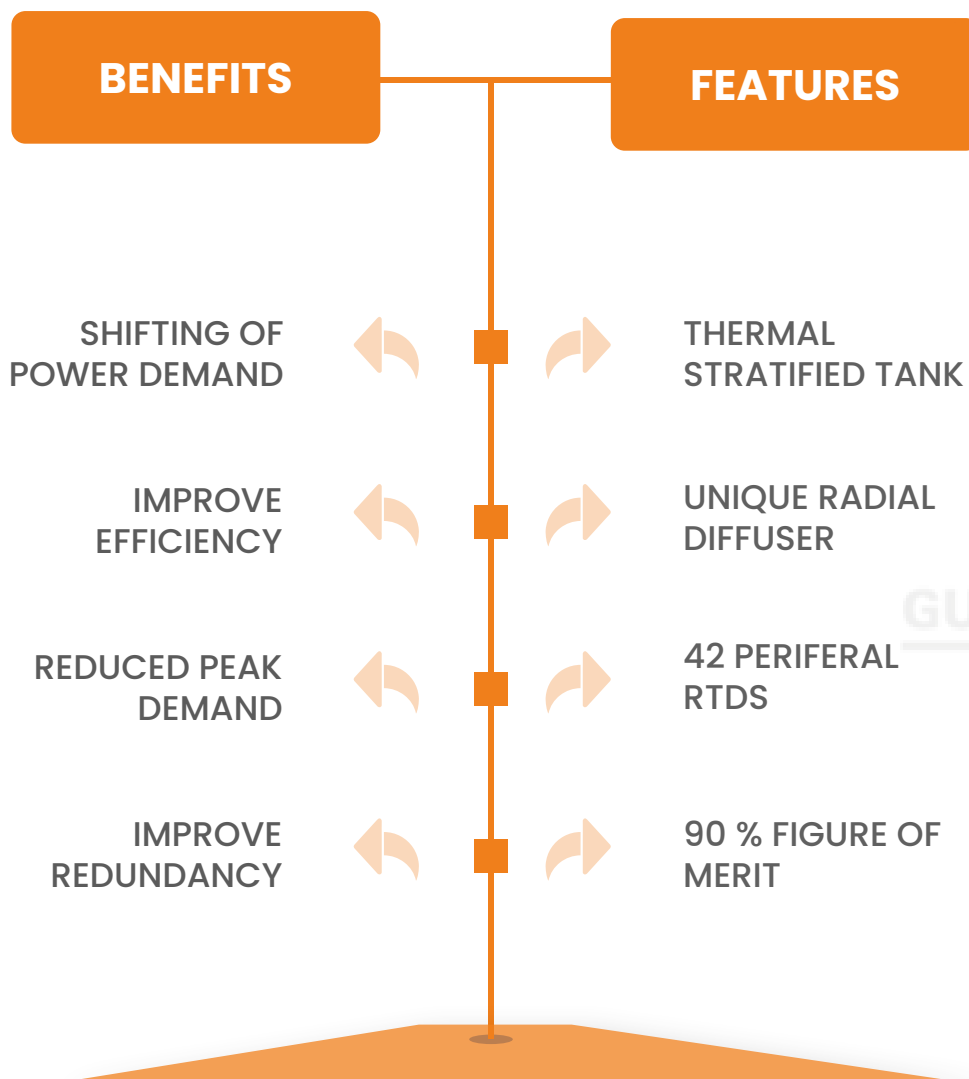 BENEFITS
FEATURES
SHIFTING OF
POWER DEMAND
THERMAL
STRATIFIED TANK
IMPROVE
EFFICIENCY
UNIQUE RADIAL
DIFFUSER
GU
REDUCED PEAK
DEMAND
42 PERIFERAL
RTDS
IMPROVE
REDUNDANCY
90 % FIGURE OF
MERIT